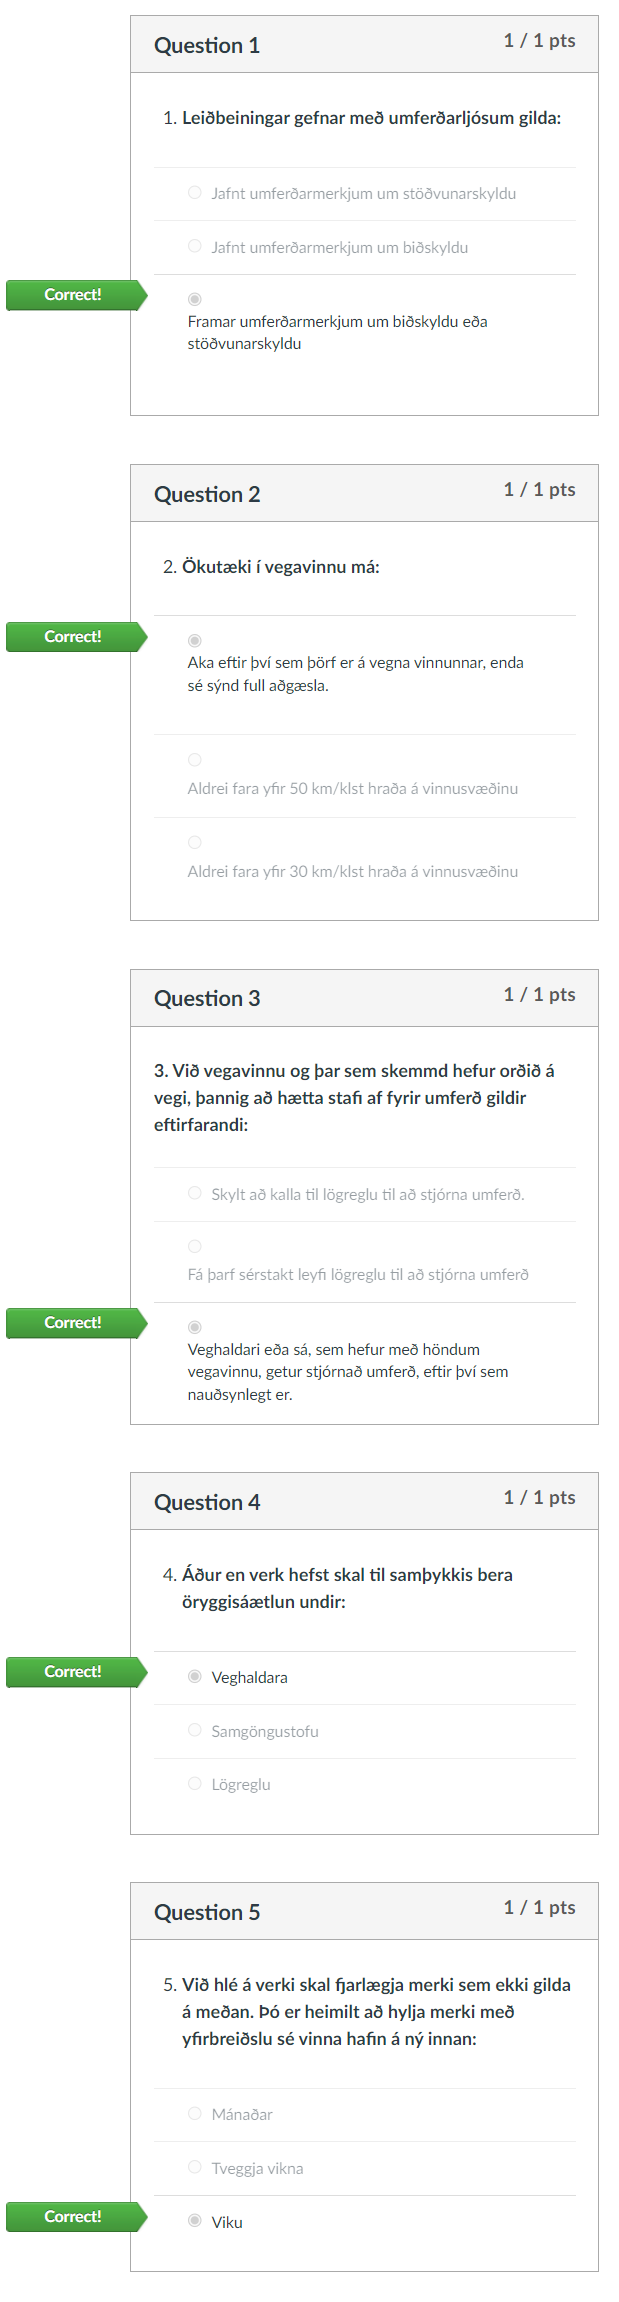 Question 1
1 / 1 pts
1. Leiðbeiningar gefnar með umferðarljósum gilda:
Jafnt umferðarmerkjum um stöðvunarskyldu
Jafnt umferðarmerkjum um biðskyldu
Correct!
Framar umferðarmerkjum um biðskyldu eða
stöðvunarskyldu
Question 2
1 / 1 pts
2. Ökutæki í vegavinnu má:
Correct!
Aka eftir því sem þörf er á vegna vinnunnar, enda
sé sýnd full aðgæsla.
Aldrei fara yfir 50 km/klst hraða á vinnusvæðinu
Aldrei fara yfir 30 km/klst hraða á vinnusvæðinu
Question 3
1 / 1 pts
3. Við vegavinnu og þar sem skemmd hefur orðið á
vegi, þannig að hætta stafi af fyrir umferð gildir
eftirfarandi:
Skylt að kalla til lögreglu til að stjórna umferð.
Fá þarf sérstakt leyfi lögreglu til að stjórna umferð
Correct!
Veghaldari eða sá, sem hefur með höndum
vegavinnu, getur stjórnað umferð, eftir því sem
nauðsynlegt er.
Question 4
1 / 1 pts
4. Áður en verk hefst skal til samþykkis bera
öryggisáætlun undir:
Correct!
Veghaldara
Samgöngustofu
Lögreglu
Question 5
1 / 1 pts
5. Við hlé á verki skal fjarlægja merki sem ekki gilda
á meðan. Þó er heimilt að hylja merki með
yfirbreiðslu sé vinna hafin á ný innan:
Mánaðar
Tveggja vikna
Correct!
Viku